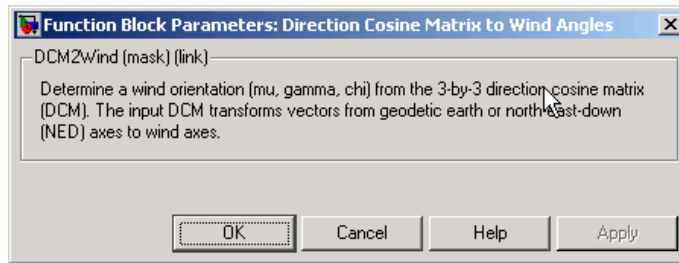 Function Block Parameters: Direction Cosine Matrix to Wind Angles
DCM2Wind (mask) (link)
Determine a wind orientation (mu, gamma, chi) from the 3-by-3 direction cosine matrix
(DCM). The input DCM transforms vectors from geodetic earth or north-east-down
(NED) axes to wind axes.
OK Cancel Help Apply